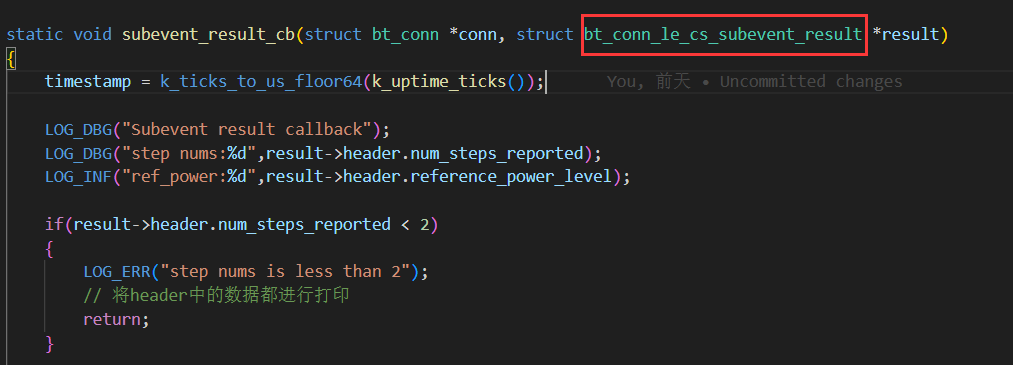 static void subevent_result_cb(struct bt_conn *conn, struct bt_conn_le_cs_subevent_result *result)
{
    timestamp = k_ticks_to_us_floor64(k_uptime_ticks());        You, 前天 • Uncommitted changes
    LOG_DBG("Subevent result callback");
    LOG_DBG("step nums:%d",result->header.num_steps_reported);
    LOG_INF("ref_power:%d",result->header.reference_power_level);
    if(result->header.num_steps_reported < 2)
    {
        LOG_ERR("step nums is less than 2");
        // 将header中的数据都进行打印
        return;
    }